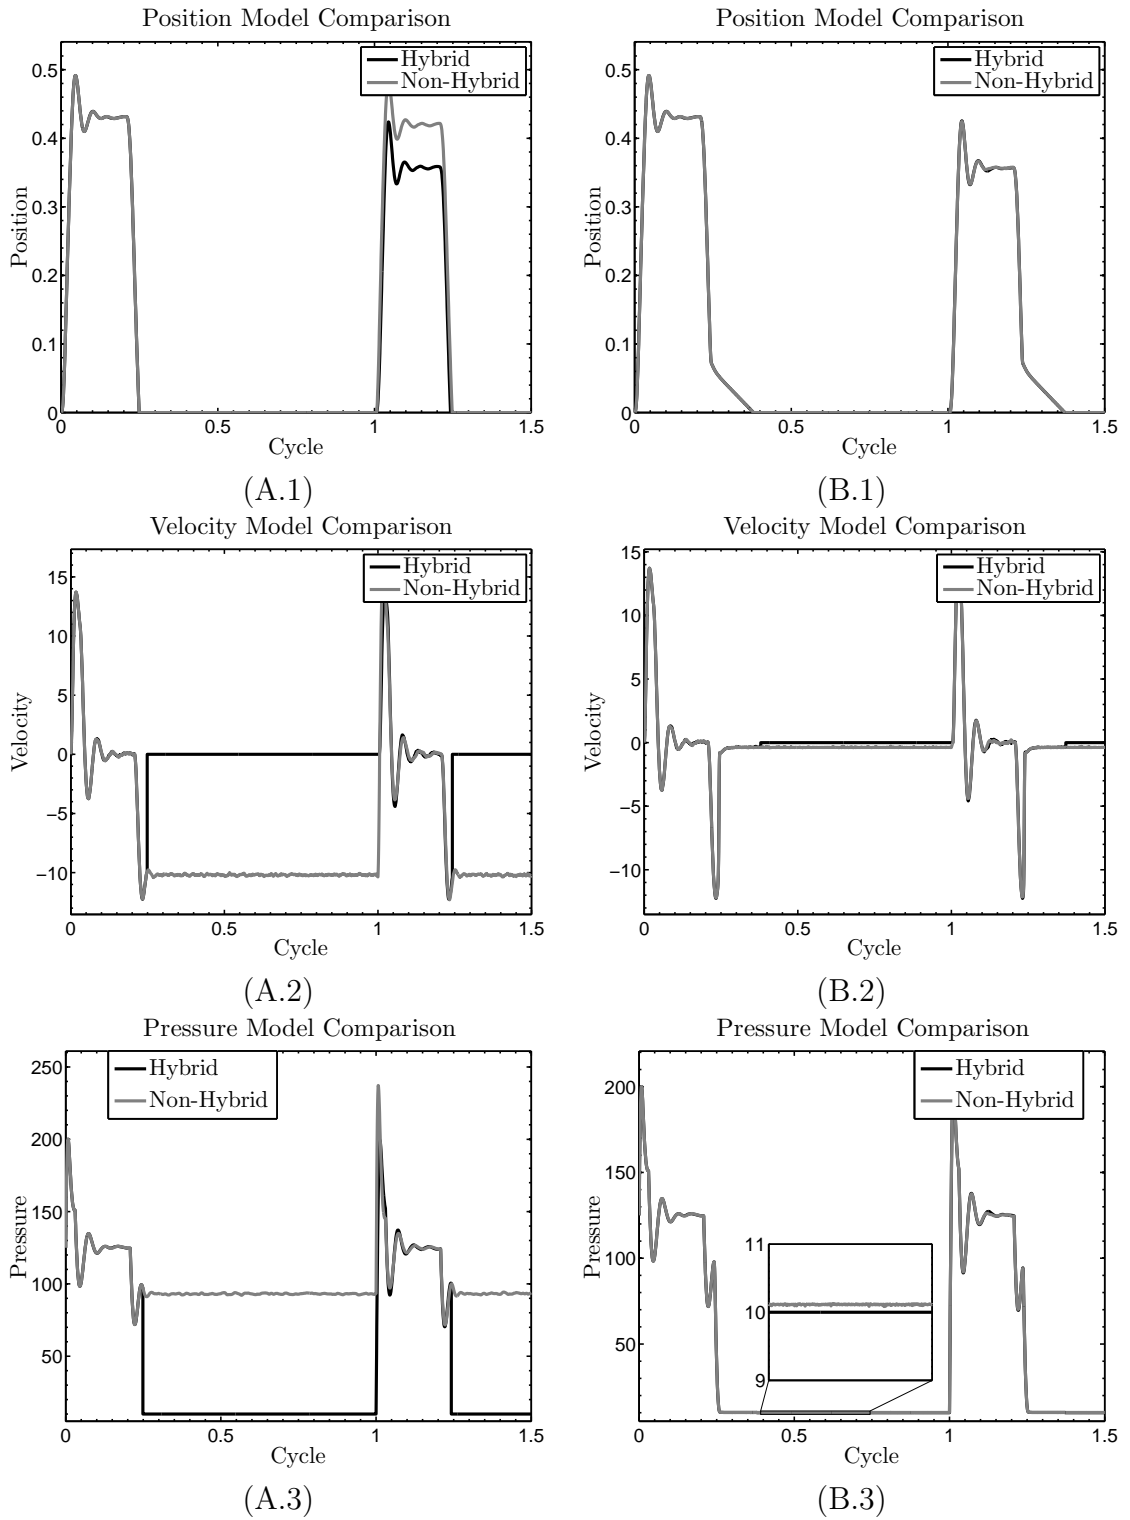 Position Model Comparison
Hybrid
Non-Hybrid
0.5
0.4
0.3
0.2
0.1
0
Position
0 0.5 1 1.5
Cycle
(A.1)
Position Model Comparison
Hybrid
Non-Hybrid
0.5
0.4
0.3
0.2
0.1
0
Position
0 0.5 1 1.5
Cycle
(B.1)
Velocity Model Comparison
Hybrid
Non-Hybrid
15
10
5
0
−5
−10
Velocity
0 0.5 1 1.5
Cycle
(A.2)
Velocity Model Comparison
Hybrid
Non-Hybrid
15
10
5
0
−5
−10
Velocity
0 0.5 1 1.5
Cycle
(B.2)
Pressure Model Comparison
Hybrid
Non-Hybrid
250
200
150
100
50
Pressure
0 0.5 1 1.5
Cycle
(A.3)
Pressure Model Comparison
Hybrid
Non-Hybrid
200
150
100
50
Pressure
11
10
9
0 0.5 1 1.5
Cycle
(B.3)